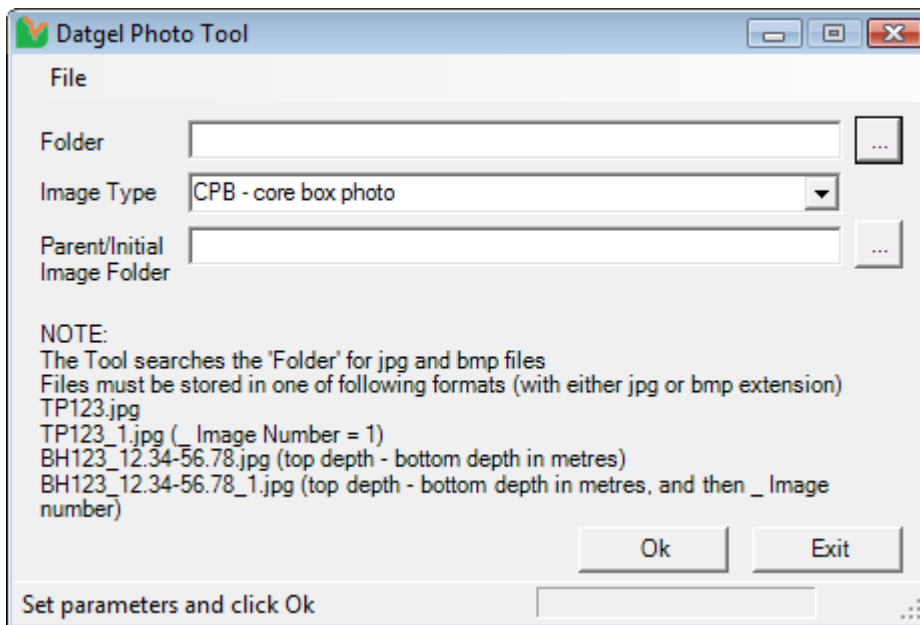 Datgel Photo Tool
File
Folder
...
Image Type
CPB - core box photo
Parent/Initial
Image Folder
...
NOTE:
The Tool searches the 'Folder' for jpg and bmp files
Files must be stored in one of following formats (with either jpg or bmp extension)
TP123.jpg
TP123_1.jpg (_ Image Number = 1)
BH123_12.34-56.78.jpg (top depth - bottom depth in metres)
BH123_12.34-56.78_1.jpg (top depth - bottom depth in metres, and then _ Image
number)
Ok
Exit
Set parameters and click Ok